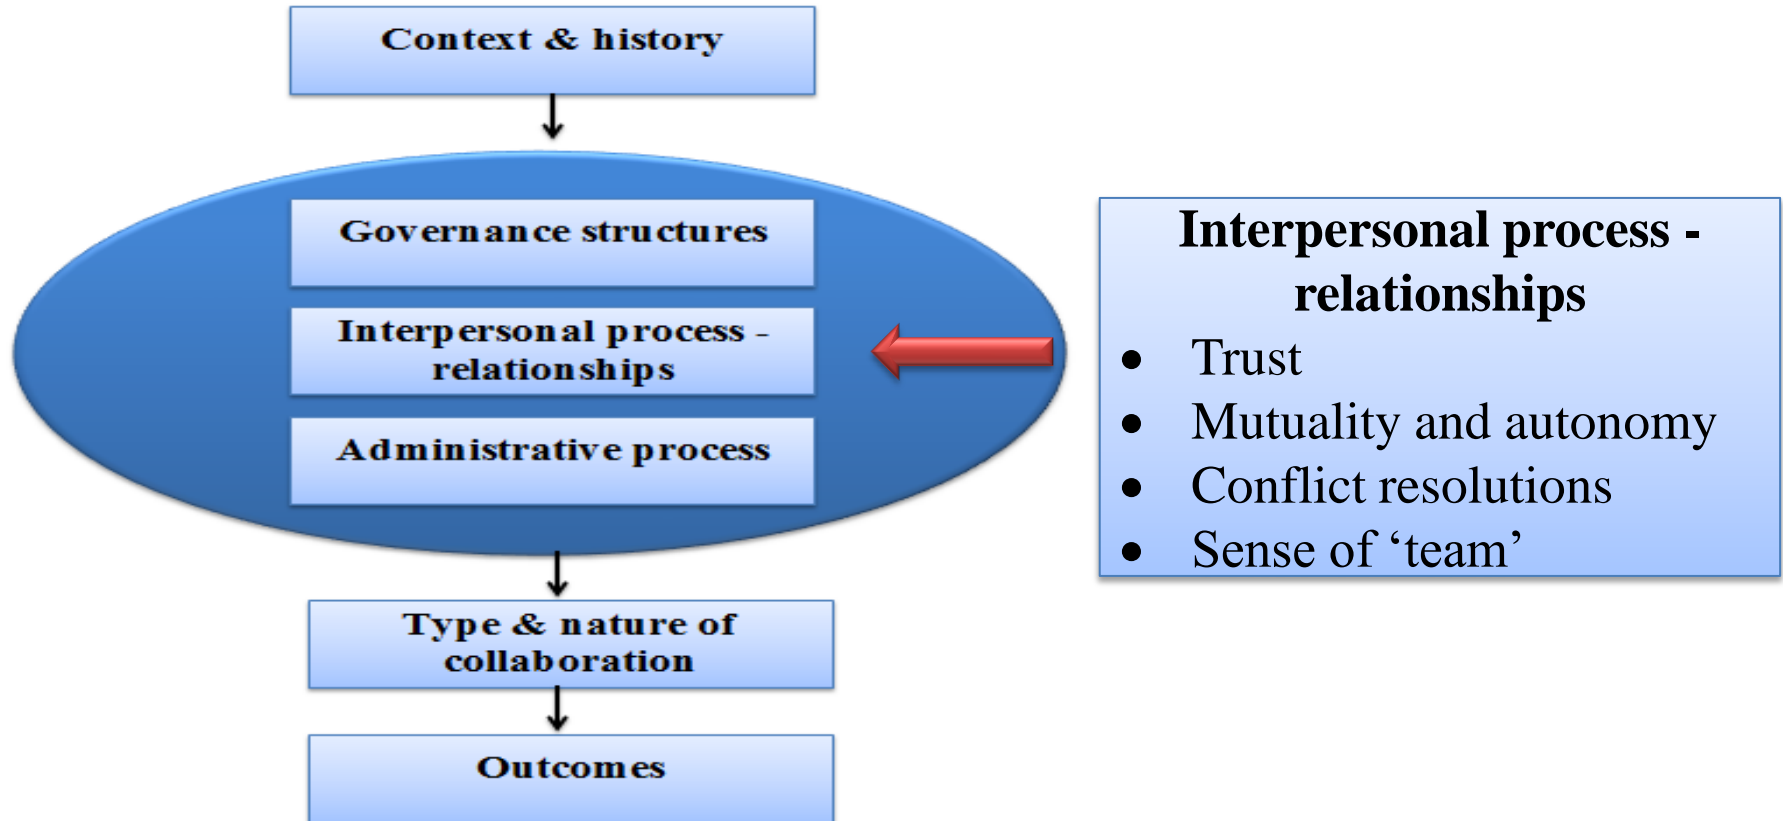 Context & history
Governance structures
Interpersonal process -
relationships
Administrative process
Type & nature of
collaboration
Outcomes
Interpersonal process -
relationships
• Trust
• Mutuality and autonomy
• Conflict resolutions
• Sense of ‘team’